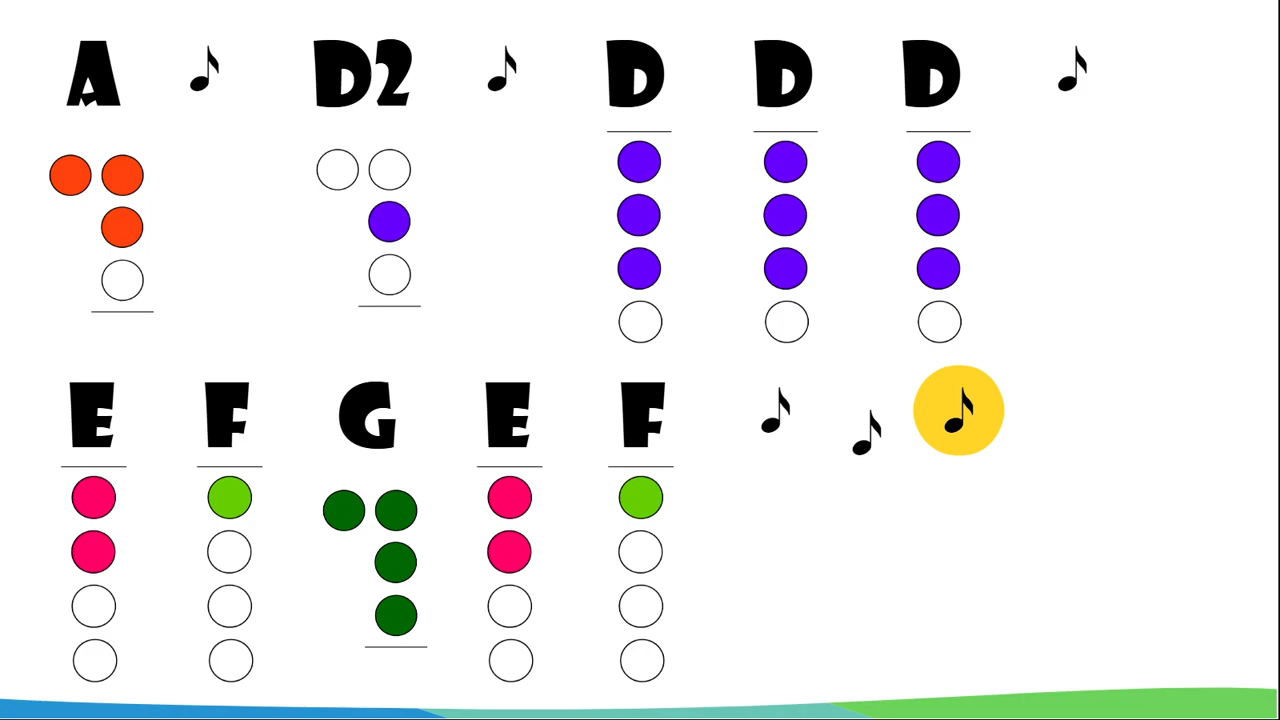 A ♪ D2 ♪ D D D ♪
E F G E F ♪ ♪ ♪